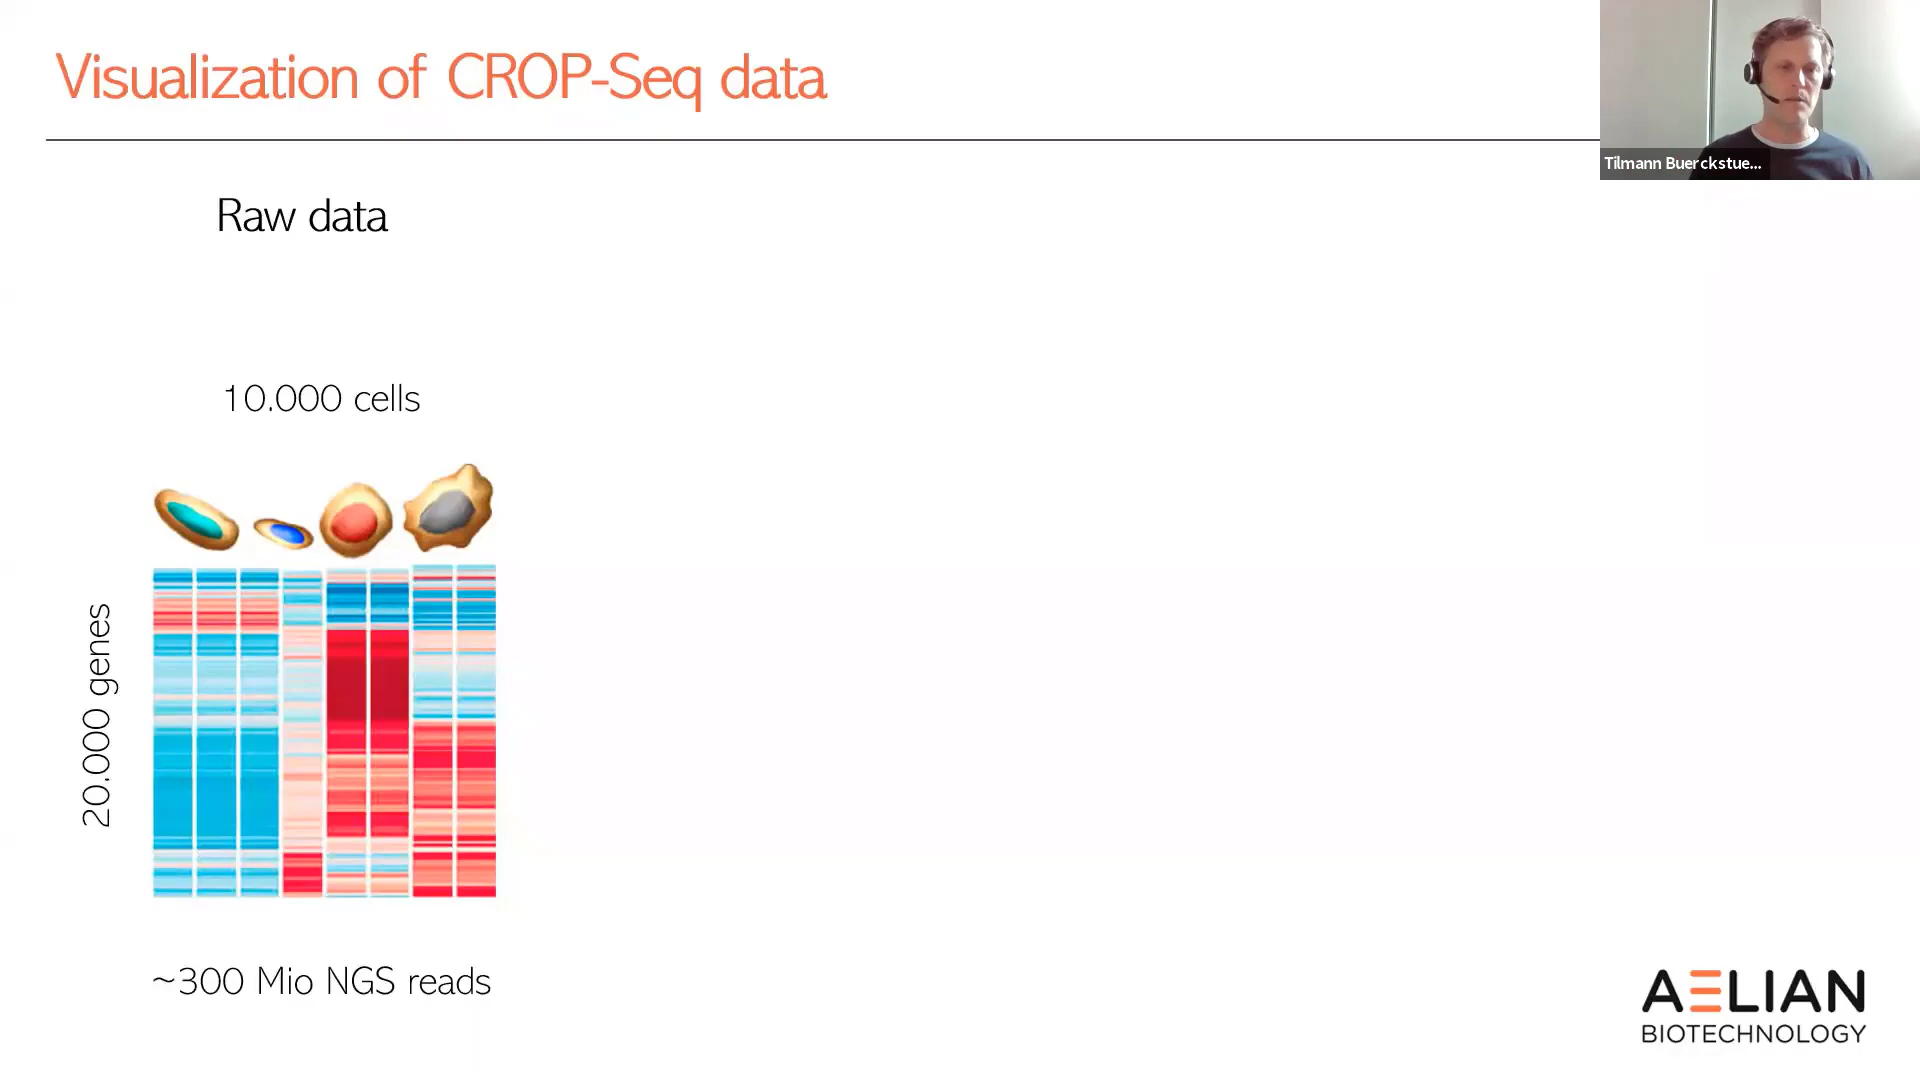 Visualization of CROP-Seq data
Tilmann Buerckstue...
Raw data
10.000 cells
20.000 genes
~300 Mio NGS reads
AELIAN
BIOTECHNOLOGY